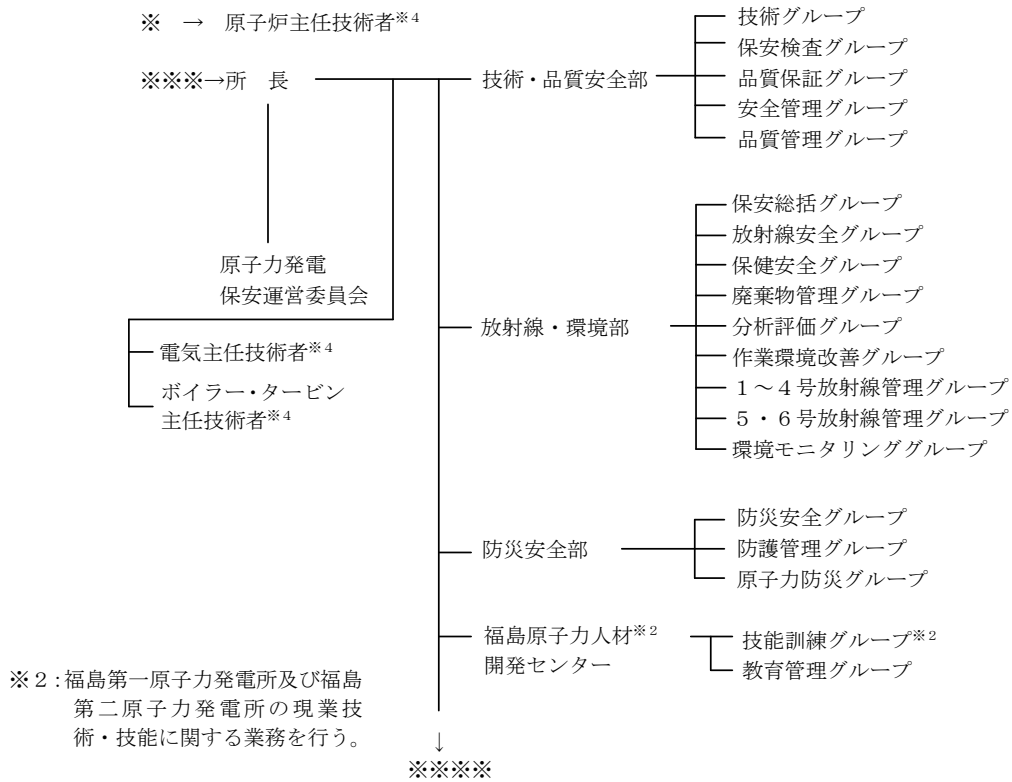 ※ → 原子炉主任技術者※4
※※※→所 長
原子力発電
保安運営委員会
電気主任技術者※4
ボイラー・タービン
主任技術者※4
技術・品質安全部
技術グループ
保安検査グループ
品質保証グループ
安全管理グループ
品質管理グループ
放射線・環境部
保安総括グループ
放射線安全グループ
保健安全グループ
廃棄物管理グループ
分析評価グループ
作業環境改善グループ
1~4号放射線管理グループ
5・6号放射線管理グループ
環境モニタリンググループ
防災安全部
防災安全グループ
防護管理グループ
原子力防災グループ
福島原子力人材※2
開発センター
技能訓練グループ※2
教育管理グループ
※2:福島第一原子力発電所及び福島
第二原子力発電所の現業技
術・技能に関する業務を行う。
↓
※※※※